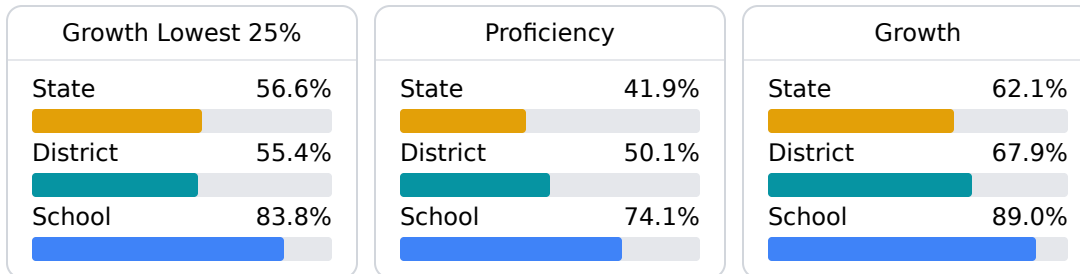 Growth Lowest 25%
State 56.6%
District 55.4%
School 83.8%
Proficiency
State 41.9%
District 50.1%
School 74.1%
Growth
State 62.1%
District 67.9%
School 89.0%